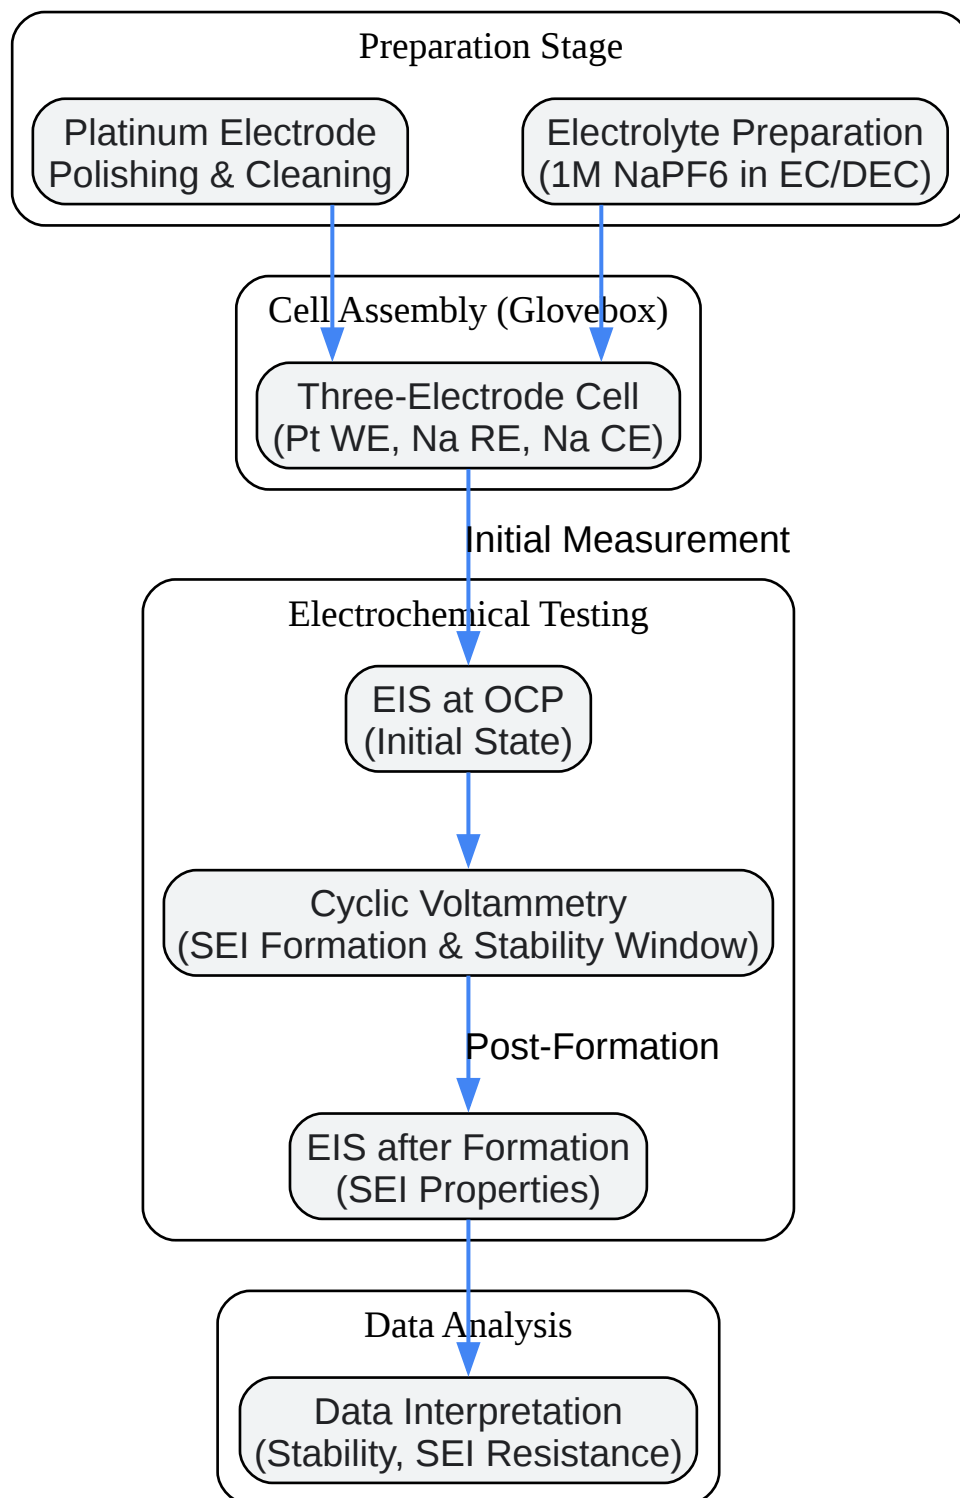 Preparation Stage
Platinum Electrode
Polishing & Cleaning
Electrolyte Preparation
(1M NaPF6 in EC/DEC)
Cell Assembly (Glovebox)
Three-Electrode Cell
(Pt WE, Na RE, Na CE)
Initial Measurement
Electrochemical Testing
EIS at OCP
(Initial State)
Cyclic Voltammetry
(SEI Formation & Stability Window)
Post-Formation
EIS after Formation
(SEI Properties)
Data Analysis
Data Interpretation
(Stability, SEI Resistance)